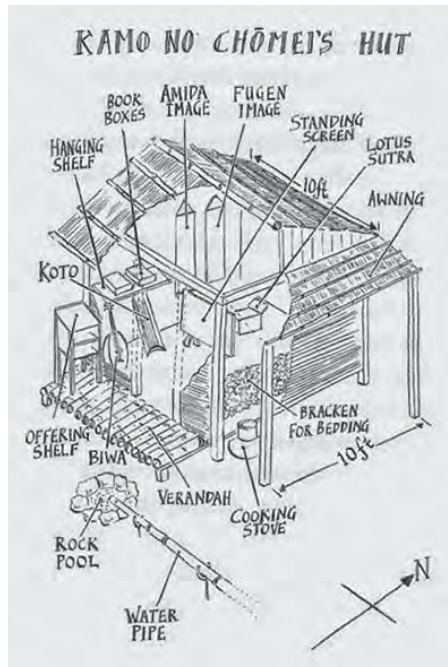 KAMO NO CHŌMEI'S HUT
BOOK
BOXES
AMIDA
IMAGE
FUGEN
IMAGE
STANDING
SCREEN
HANGING
SHELF
LOTUS
SUTRA
10ft
AWNING
KOTO
OFFERING
SHELF
BIWA
VERANDAH
BRACKEN
FOR BEDDING
10ft
COOKING
STOVE
ROCK
POOL
WATER
PIPE
N